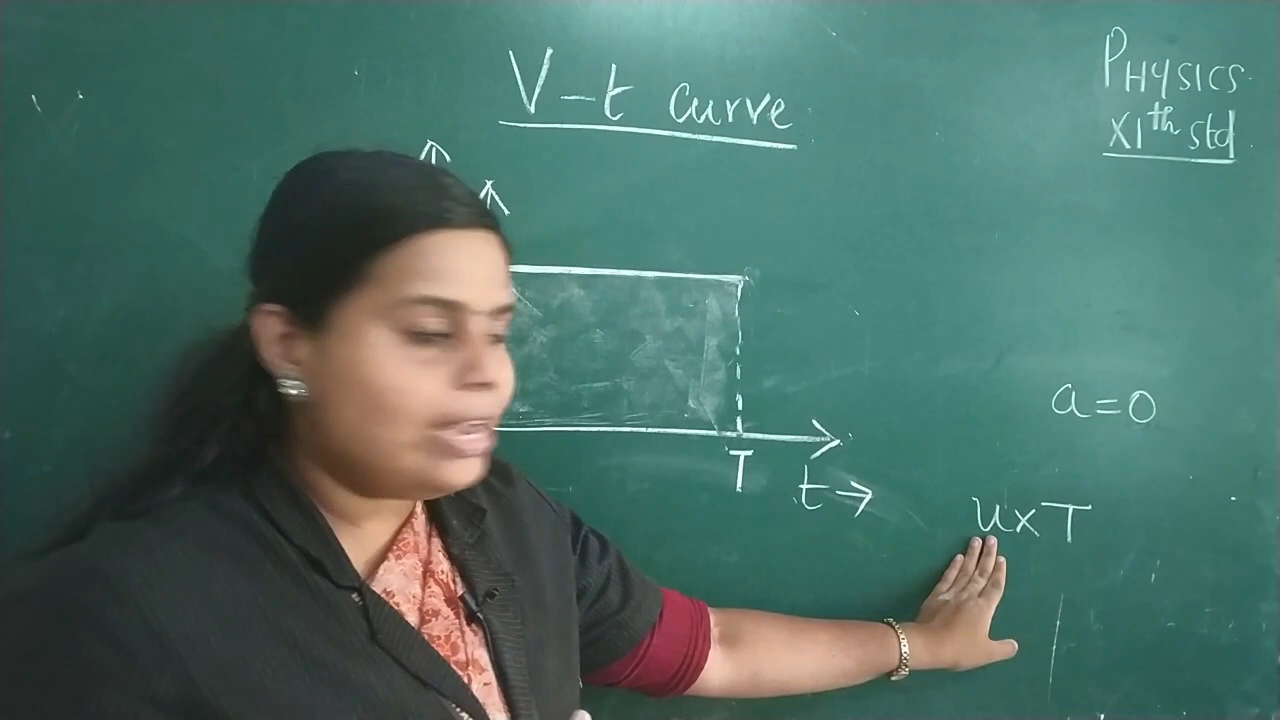 V-t curve
PHYSICS
XIth std
a=0
T
t→
u×T